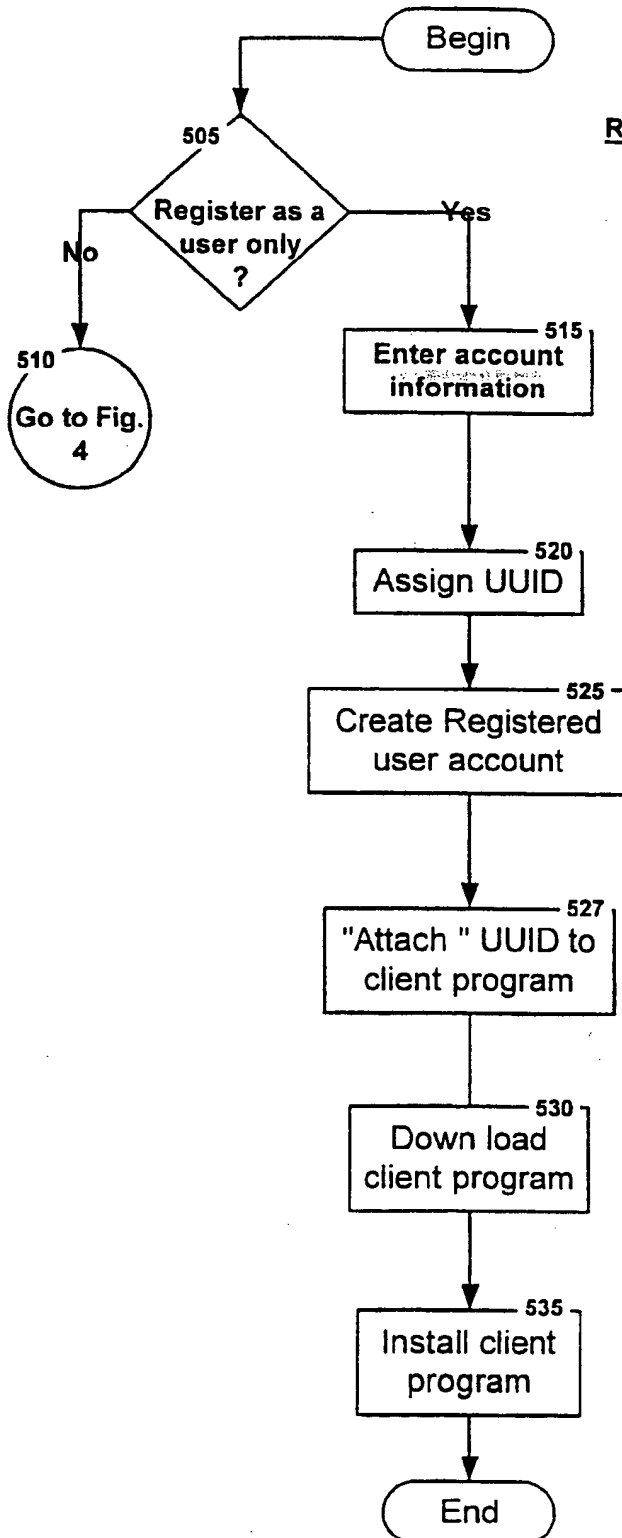 Begin
R
505
Register as a
user only
?
No
Yes
510
Go to Fig.
4
515
Enter account
information
520
Assign UUID
525
Create Registered
user account
527
"Attach " UUID to
client program
530
Down load
client program
535
Install client
program
End